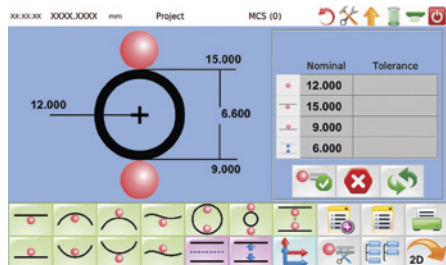 xx:xx:xx XXXX.XXXX mm Project MCS (0)
15.000
12.000
6.600
9.000
Nominal Tolerance
12.000
15.000
9.000
6.000
2D